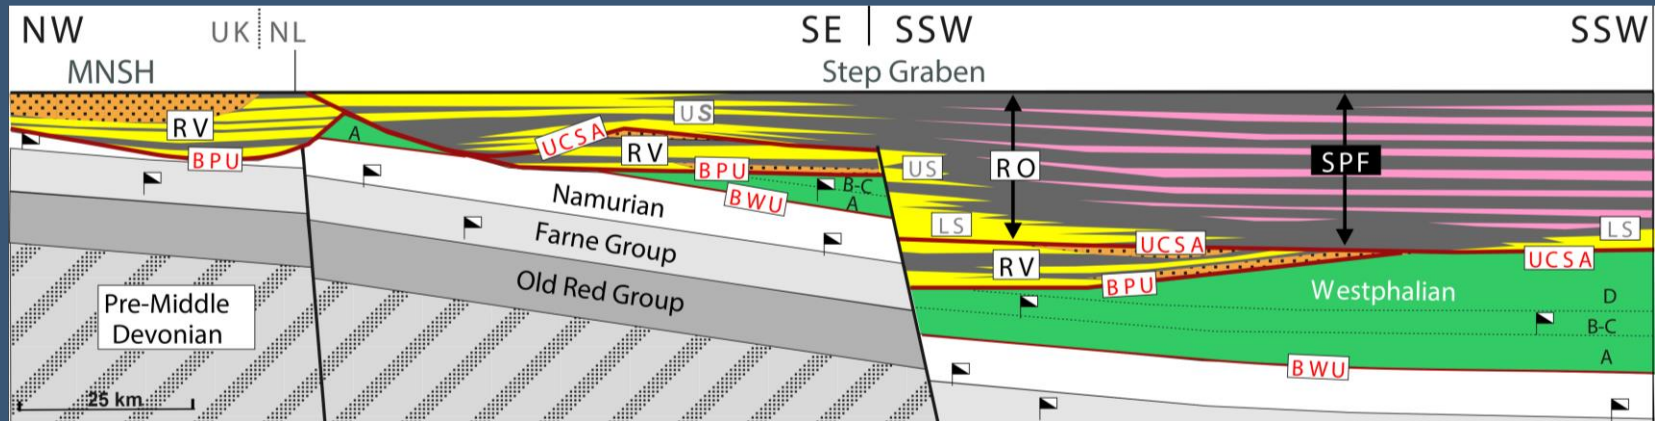 NW UK NL SE SSW SSW
MNSH Step Graben
US
A
RV UCSA
RV
BPU BPU US RO SPF
B-C
BWU A
Namurian
LS LS
Farne Group UCSA UCSA
RV
Old Red Group BPU Westphalian D
Pre-Middle
Devonian
B-C
A
BWU
25 km